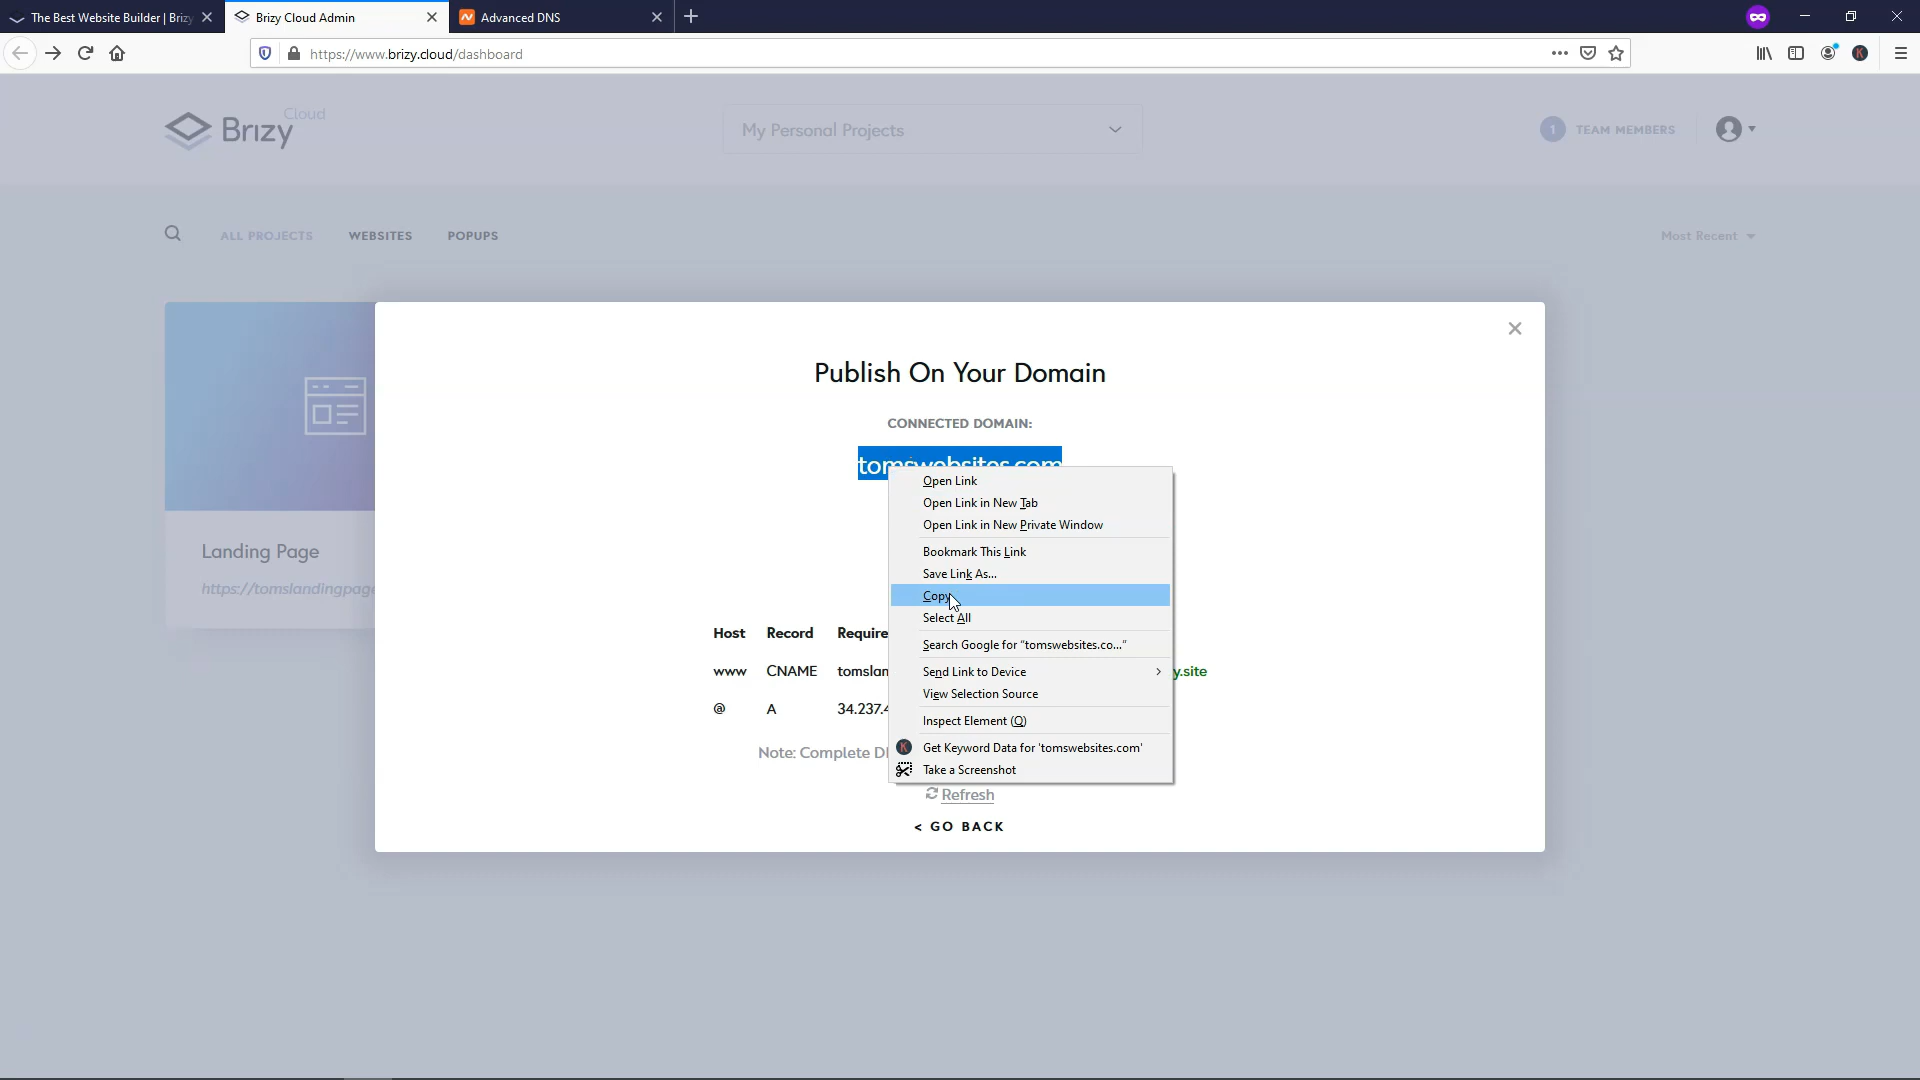 The Best Website Builder | Brizy
Brizy Cloud Admin
Advanced DNS
https://www.brizy.cloud/dashboard
Brizy Cloud
My Personal Projects
1 TEAM MEMBERS
ALL PROJECTS
WEBSITES
POPUPS
Most Recent
Publish On Your Domain
CONNECTED DOMAIN:
tomswebsites.com
Open Link
Open Link in New Tab
Open Link in New Private Window
Bookmark This Link
Save Link As...
Copy
Select All
Search Google for "tomswebsites.co..."
Send Link to Device
View Selection Source
Inspect Element (Q)
K Get Keyword Data for 'tomswebsites.com'
Take a Screenshot
Landing Page
https://tomslandingpage
Host Record Require
www CNAME tomslan y.site
@ A 34.237.4
Note: Complete D
Refresh
< GO BACK